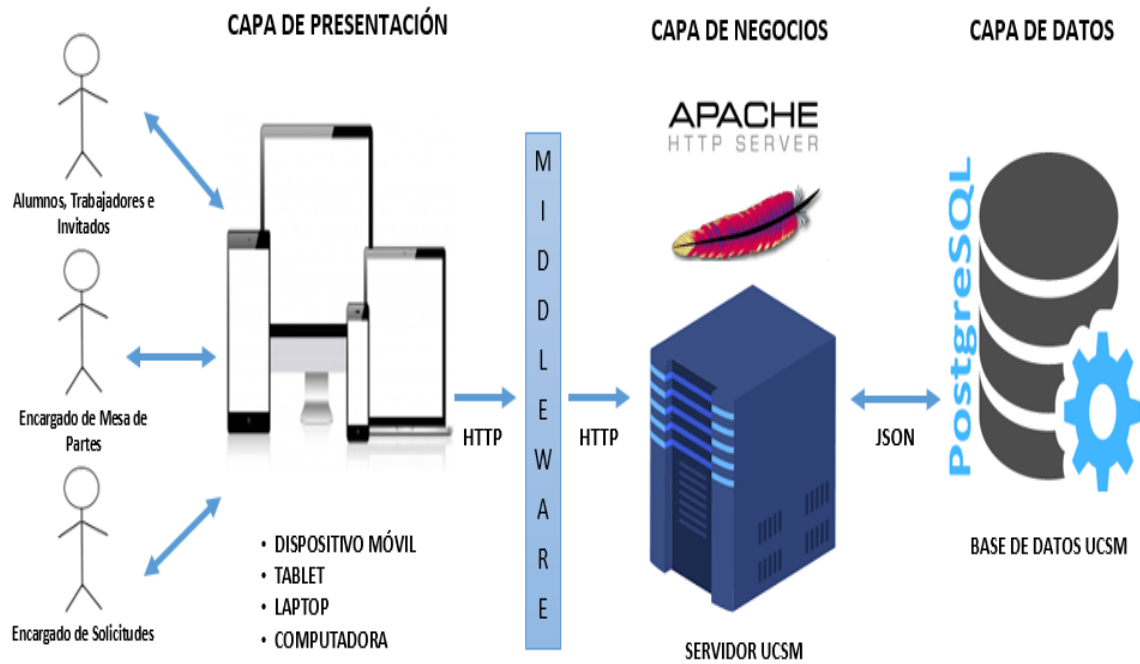 CAPA DE PRESENTACIÓN
CAPA DE NEGOCIOS
CAPA DE DATOS
Alumnos, Trabajadores e
Invitados
Encargado de Mesa de
Partes
Encargado de Solicitudes
• DISPOSITIVO MÓVIL
• TABLET
• LAPTOP
• COMPUTADORA
HTTP
MIDDLEWARE
HTTP
APACHE
HTTP SERVER
SERVIDOR UCSM
JSON
PostgreSQL
BASE DE DATOS UCSM